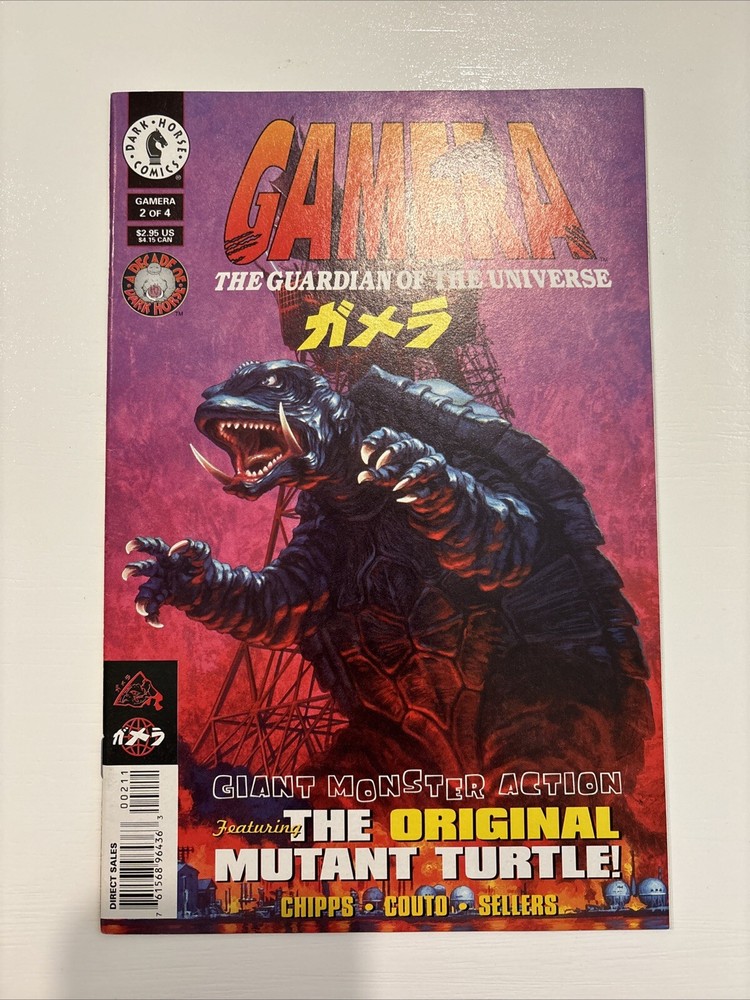 DARK • HORSE
COMICS
GAMERA
2 OF 4
$2.95 US
$4.15 CAN
A DECADE OF
DARK HORSE
GAMERA
THE GUARDIAN OF THE UNIVERSE
ガメラ
ガメラ
GIANT MONSTER ACTION
Featuring THE ORIGINAL
MUTANT TURTLE!
CHIPPS • COUTO • SELLERS
DIRECT SALES
00211
7 61568 96436 3